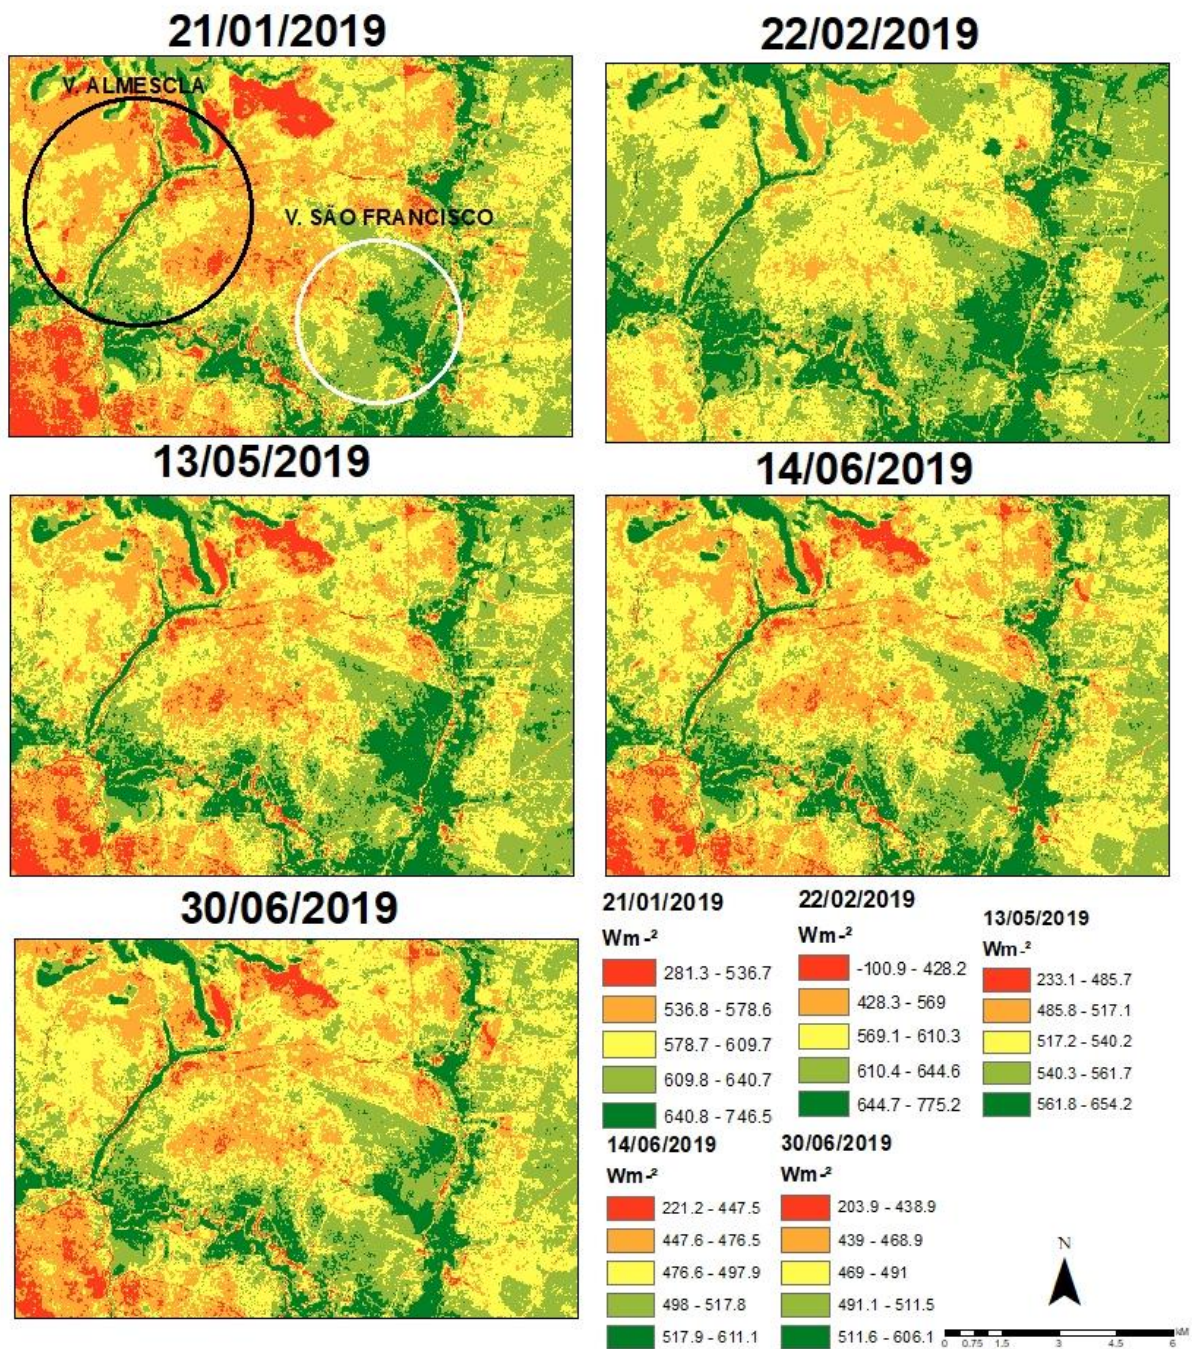 21/01/2019
22/02/2019
V. ALMESCLA
V. SÃO FRANCISCO
13/05/2019
14/06/2019
30/06/2019
21/01/2019
Wm-²
281.3 - 536.7
536.8 - 578.6
578.7 - 609.7
609.8 - 640.7
640.8 - 746.5
22/02/2019
Wm-²
-100.9 - 428.2
428.3 - 569
569.1 - 610.3
610.4 - 644.6
644.7 - 775.2
13/05/2019
Wm-²
233.1 - 485.7
485.8 - 517.1
517.2 - 540.2
540.3 - 561.7
561.8 - 654.2
14/06/2019
Wm-²
221.2 - 447.5
447.6 - 476.5
476.6 - 497.9
498 - 517.8
517.9 - 611.1
30/06/2019
Wm-²
203.9 - 438.9
439 - 468.9
469 - 491
491.1 - 511.5
511.6 - 606.1
N
kM
0 0.75 1.5 3 4.5 6